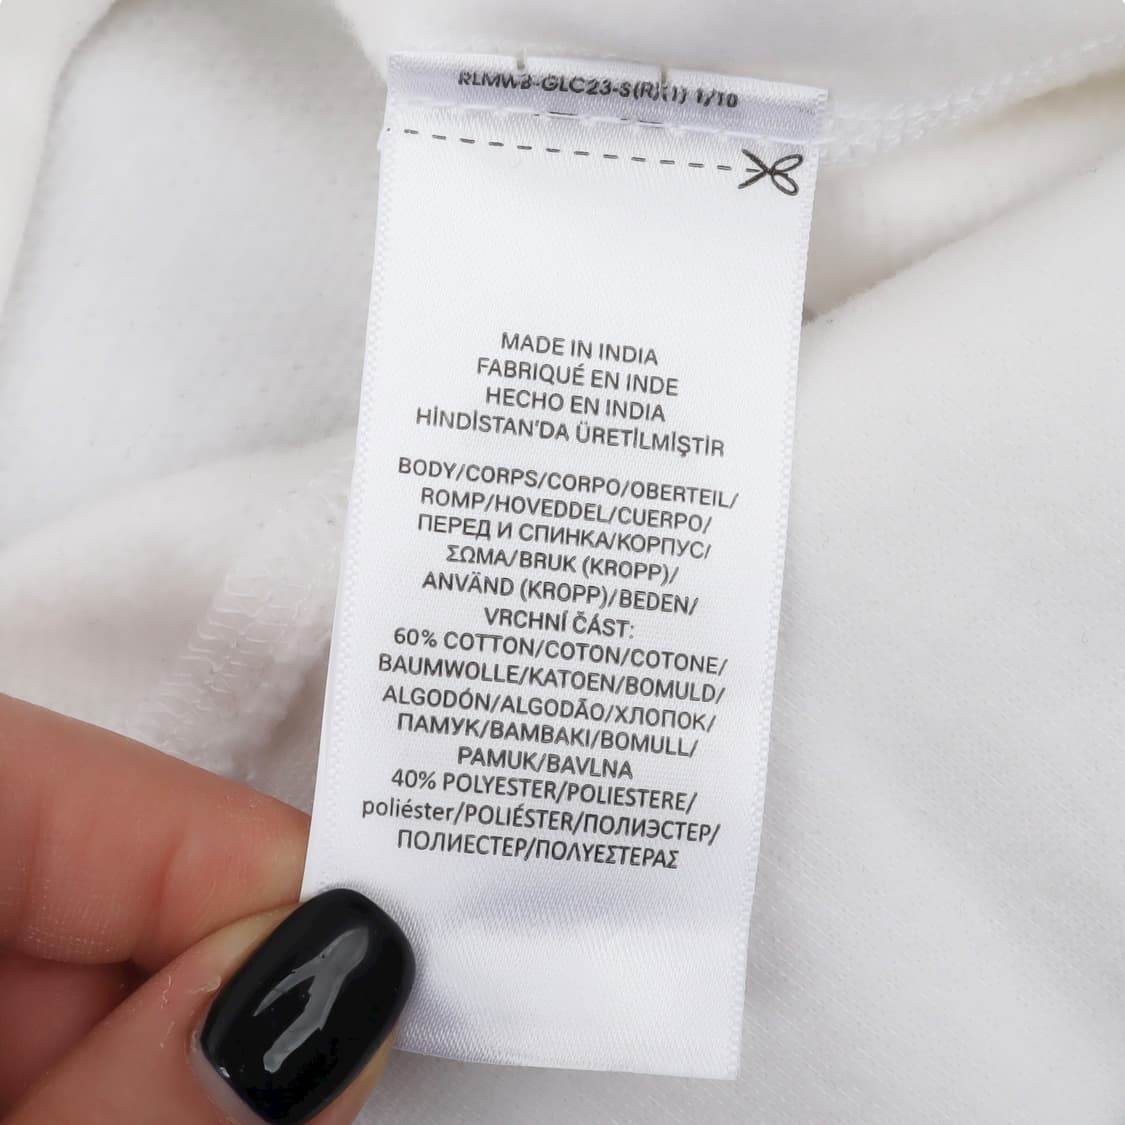 RLMWB-GLC23-S(R)(1) 1/10
MADE IN INDIA
FABRIQUÉ EN INDE
HECHO EN INDIA
HİNDİSTAN'DA ÜRETİLMİŞTİR
BODY/CORPS/CORPO/OBERTEIL/
ROMP/HOVEDDEL/CUERPO/
ПЕРЕД И СПИНКА/КОРПУС/
ΣΩΜΑ/BRUK (KROPP)/
ANVÄND (KROPP)/BEDEN/
VRCHNÍ ČÁST:
60% COTTON/COTON/COTONE/
BAUMWOLLE/KATOEN/BOMULD/
ALGODÓN/ALGODÃO/ХЛОПОК/
ПАМУК/ΒΑΜΒΑΚΙ/BOMULL/
PAMUK/BAVLNA
40% POLYESTER/POLIESTERE/
poliéster/POLIÉSTER/ПОЛИЭСТЕР/
ПОЛИЕСТЕР/ΠΟΛΥΕΣΤΕΡΑΣ